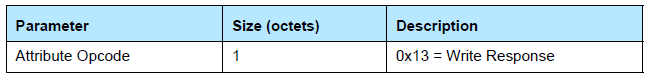 Parameter Size (octets) Description
Attribute Opcode 1 0x13 = Write Response